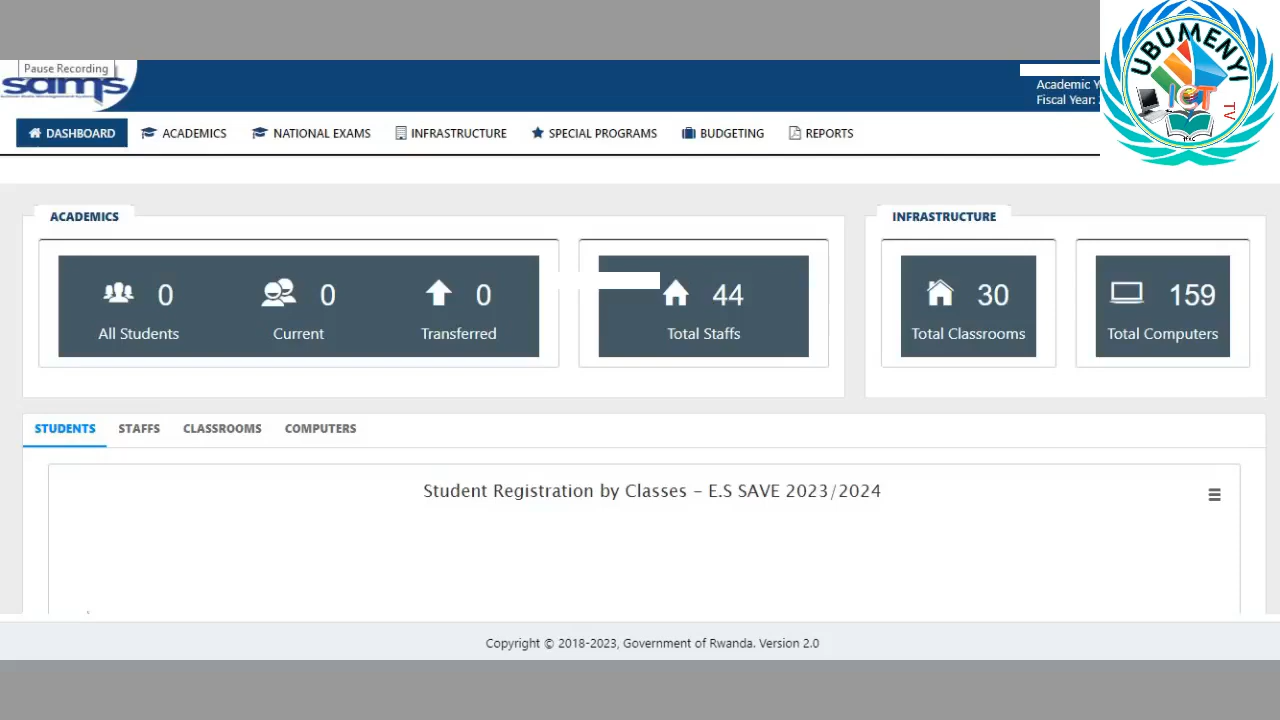 Pause Recording
sams
Academic Y
Fiscal Year:
UBUMENYI
ICT
TV
DASHBOARD
ACADEMICS
NATIONAL EXAMS
INFRASTRUCTURE
SPECIAL PROGRAMS
BUDGETING
REPORTS
ACADEMICS
0
All Students
0
Current
0
Transferred
44
Total Staffs
INFRASTRUCTURE
30
Total Classrooms
159
Total Computers
STUDENTS
STAFFS
CLASSROOMS
COMPUTERS
Student Registration by Classes - E.S SAVE 2023/2024
Copyright © 2018-2023, Government of Rwanda. Version 2.0